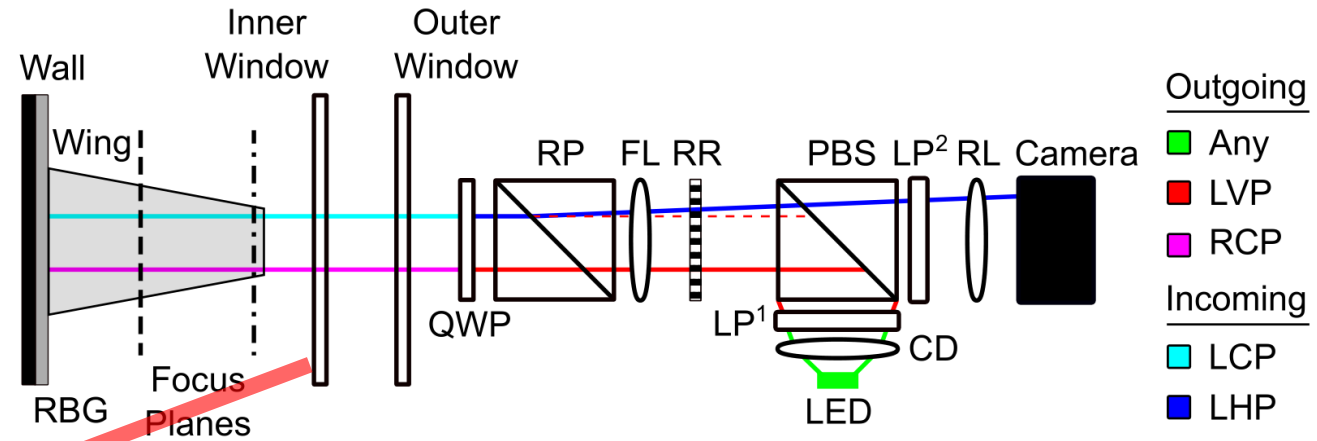 Wall
Inner
Window
Outer
Window
Wing
RP
FL
RR
PBS
LP²
RL
Camera
QWP
LP¹
CD
LED
RBG
Focus
Planes
Outgoing
Any
LVP
RCP
Incoming
LCP
LHP